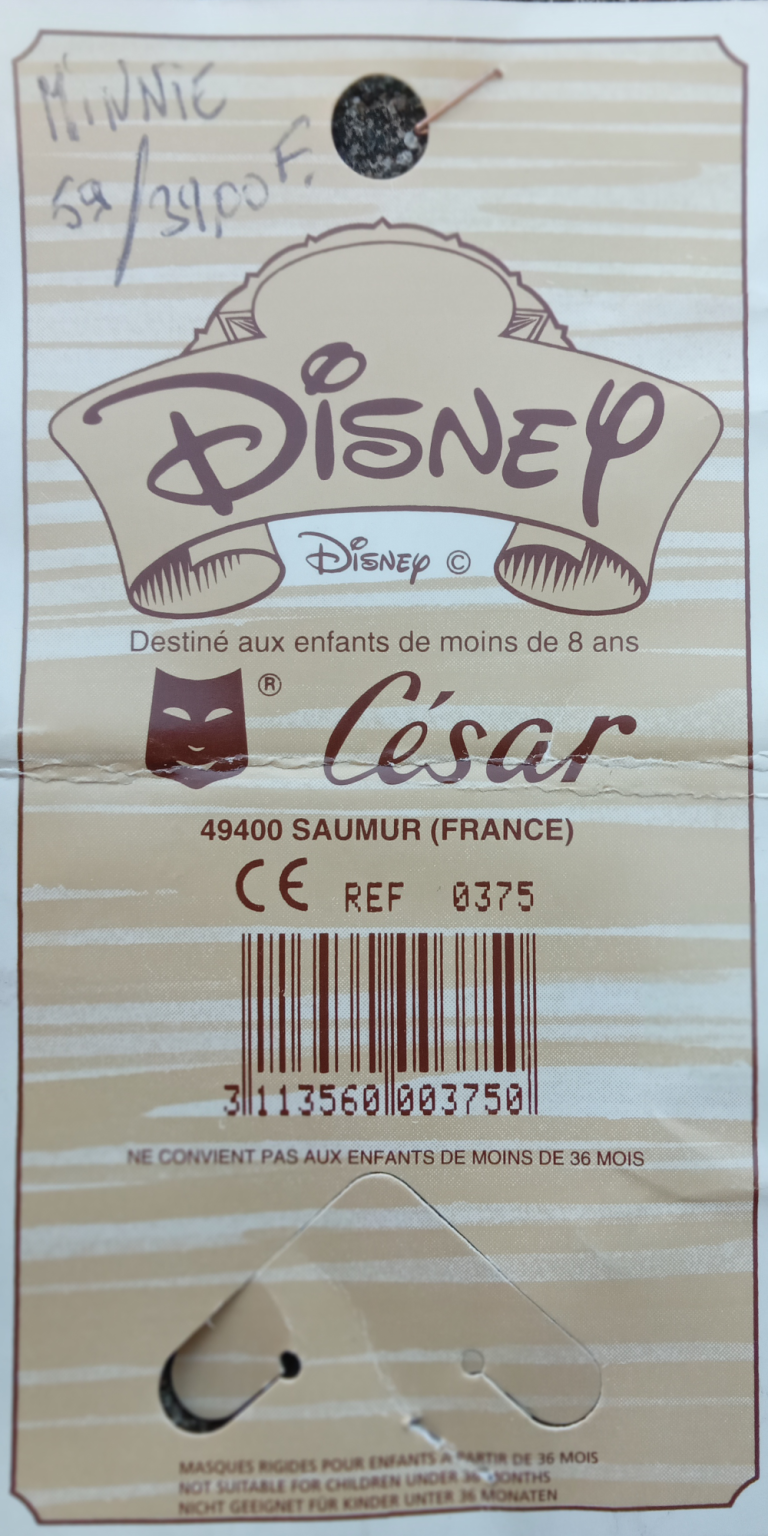 MINNIE
59/39,00 F.
DISNEY
DISNEY ©
Destiné aux enfants de moins de 8 ans
® César
49400 SAUMUR (FRANCE)
CE REF 0375
3 113560 003750
NE CONVIENT PAS AUX ENFANTS DE MOINS DE 36 MOIS
MASQUES RIGIDES POUR ENFANTS A PARTIR DE 36 MOIS
NOT SUITABLE FOR CHILDREN UNDER 36 MONTHS
NICHT GEEIGNET FÜR KINDER UNTER 36 MONATEN